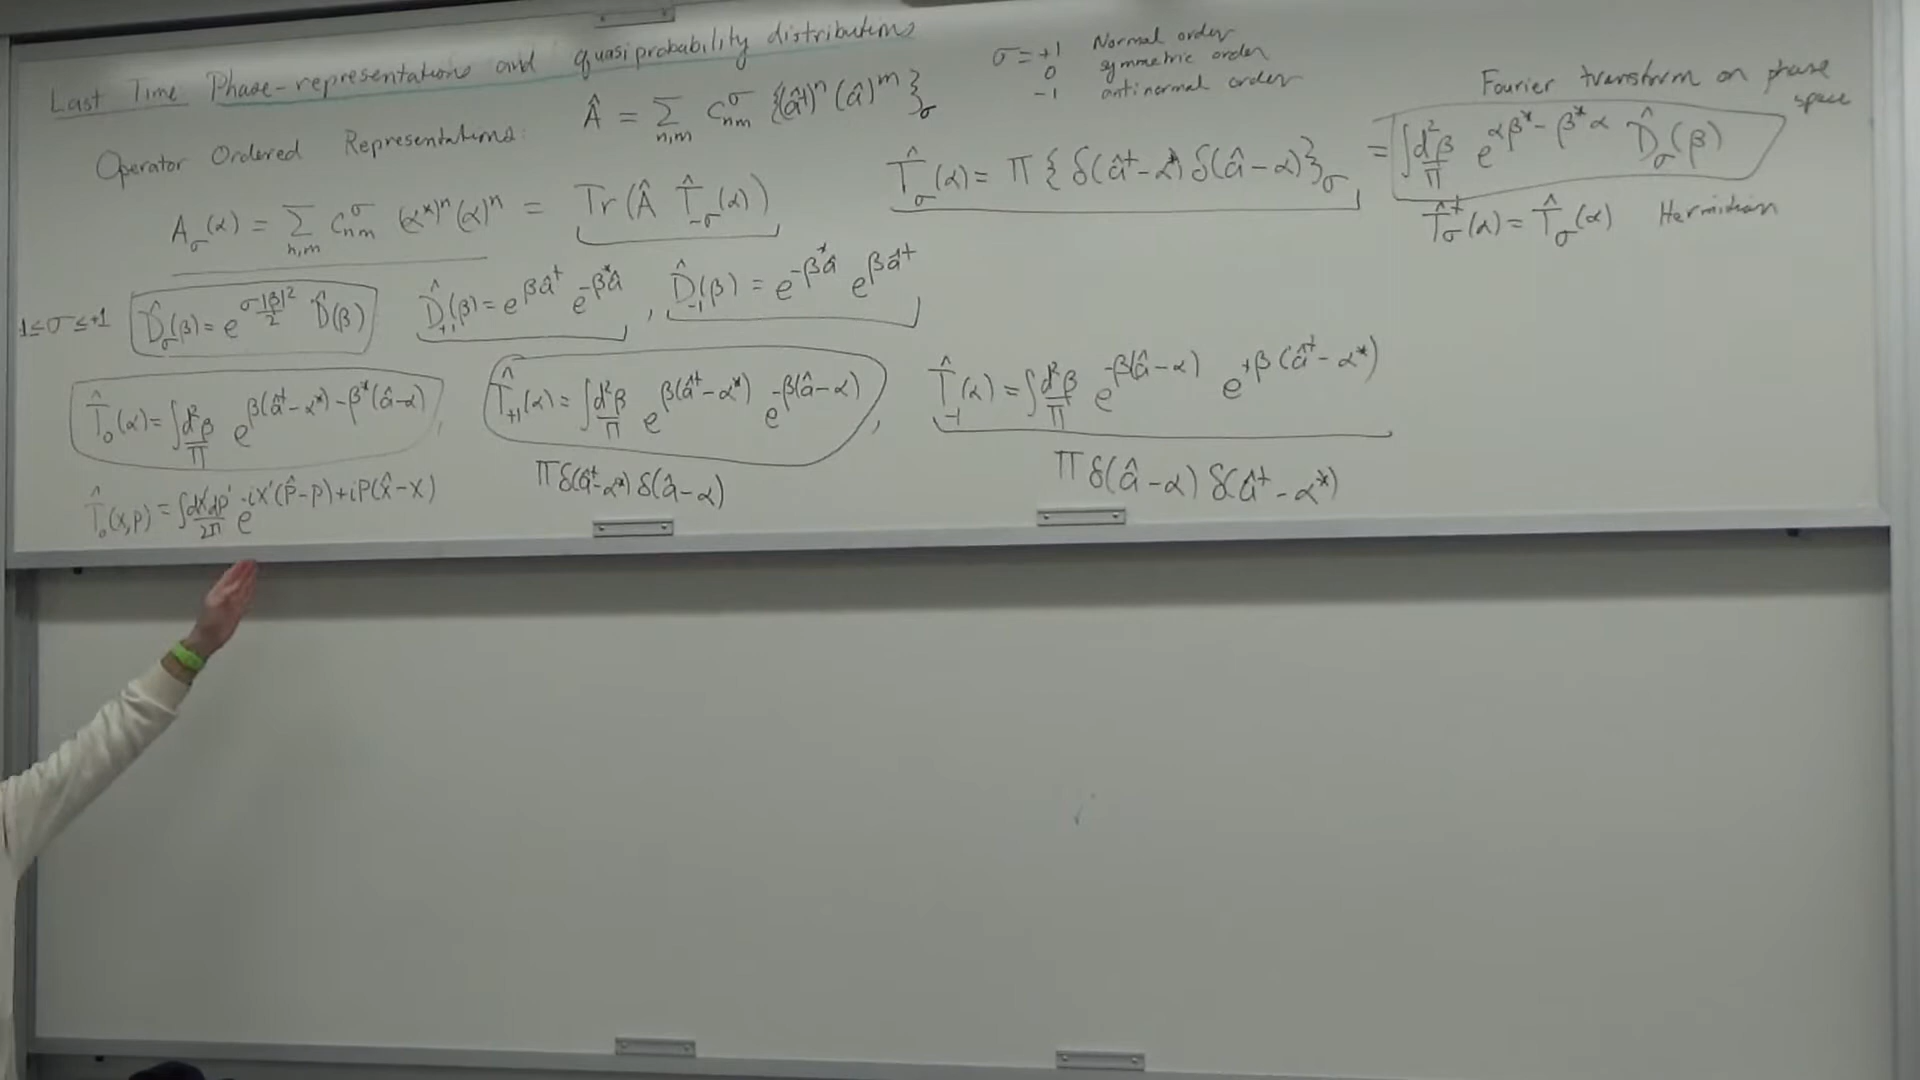 Last Time Phase-representations and quasiprobability distributions
σ = +1 Normal order
0 symmetric order
-1 antinormal order
Operator Ordered Representations: Â = Σ_{n,m} C^σ_{nm} {(â†)^n (â)^m}_σ
Fourier transform on phase space
A_σ(α) = Σ_{n,m} C^σ_{nm} (α*)^n (α)^n = Tr(Â T̂_{-σ}(α))
T̂_σ(α) = π {δ(â†-α*) δ(â-α)}_σ = ∫ d²β/π e^{αβ* - β*α} D̂_σ(β)
T̂†_σ(α) = T̂_σ(α) Hermitian
1 ≤ σ ≤ +1 D̂_σ(β) = e^{σ|β|²/2} D̂(β) D̂_{+1}(β) = e^{βâ†} e^{-β*â} , D̂_{-1}(β) = e^{-β*â} e^{βâ†}
T̂_0(α) = ∫ d²β/π e^{β(â†-α*) - β*(â-α)} , T̂_{+1}(α) = ∫ d²β/π e^{β(â†-α*)} e^{-β(â-α)} , T̂_{-1}(α) = ∫ d²β/π e^{-β(â-α)} e^{+β(â†-α*)}
π δ(â†-α*) δ(â-α) π δ(â-α) δ(â†-α*)
T̂_0(x,p) = ∫ dx'dp'/2π e^{-ix'(p̂-p)+iP(x̂-x)}